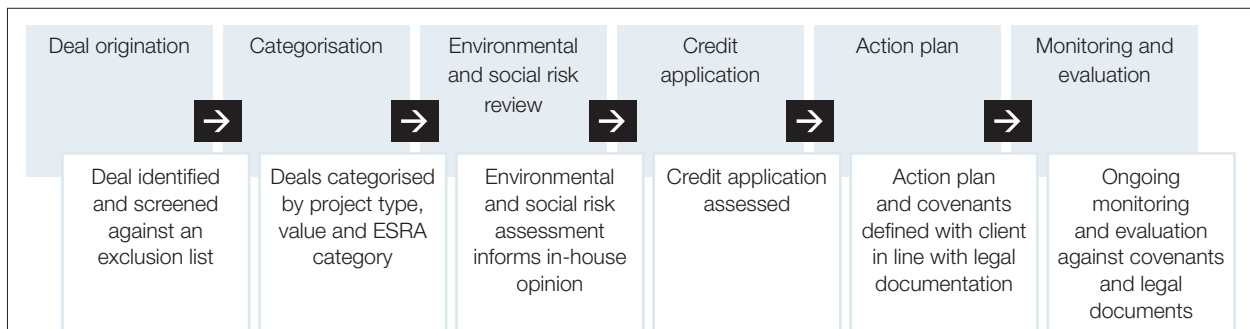 Deal origination
Categorisation
Environmental
and social risk
review
Credit
application
Action plan
Monitoring and
evaluation
Deal identified
and screened
against an
exclusion list
Deals categorised
by project type,
value and ESRA
category
Environmental
and social risk
assessment
informs in-house
opinion
Credit application
assessed
Action plan
and covenants
defined with client
in line with legal
documentation
Ongoing
monitoring
and evaluation
against covenants
and legal
documents